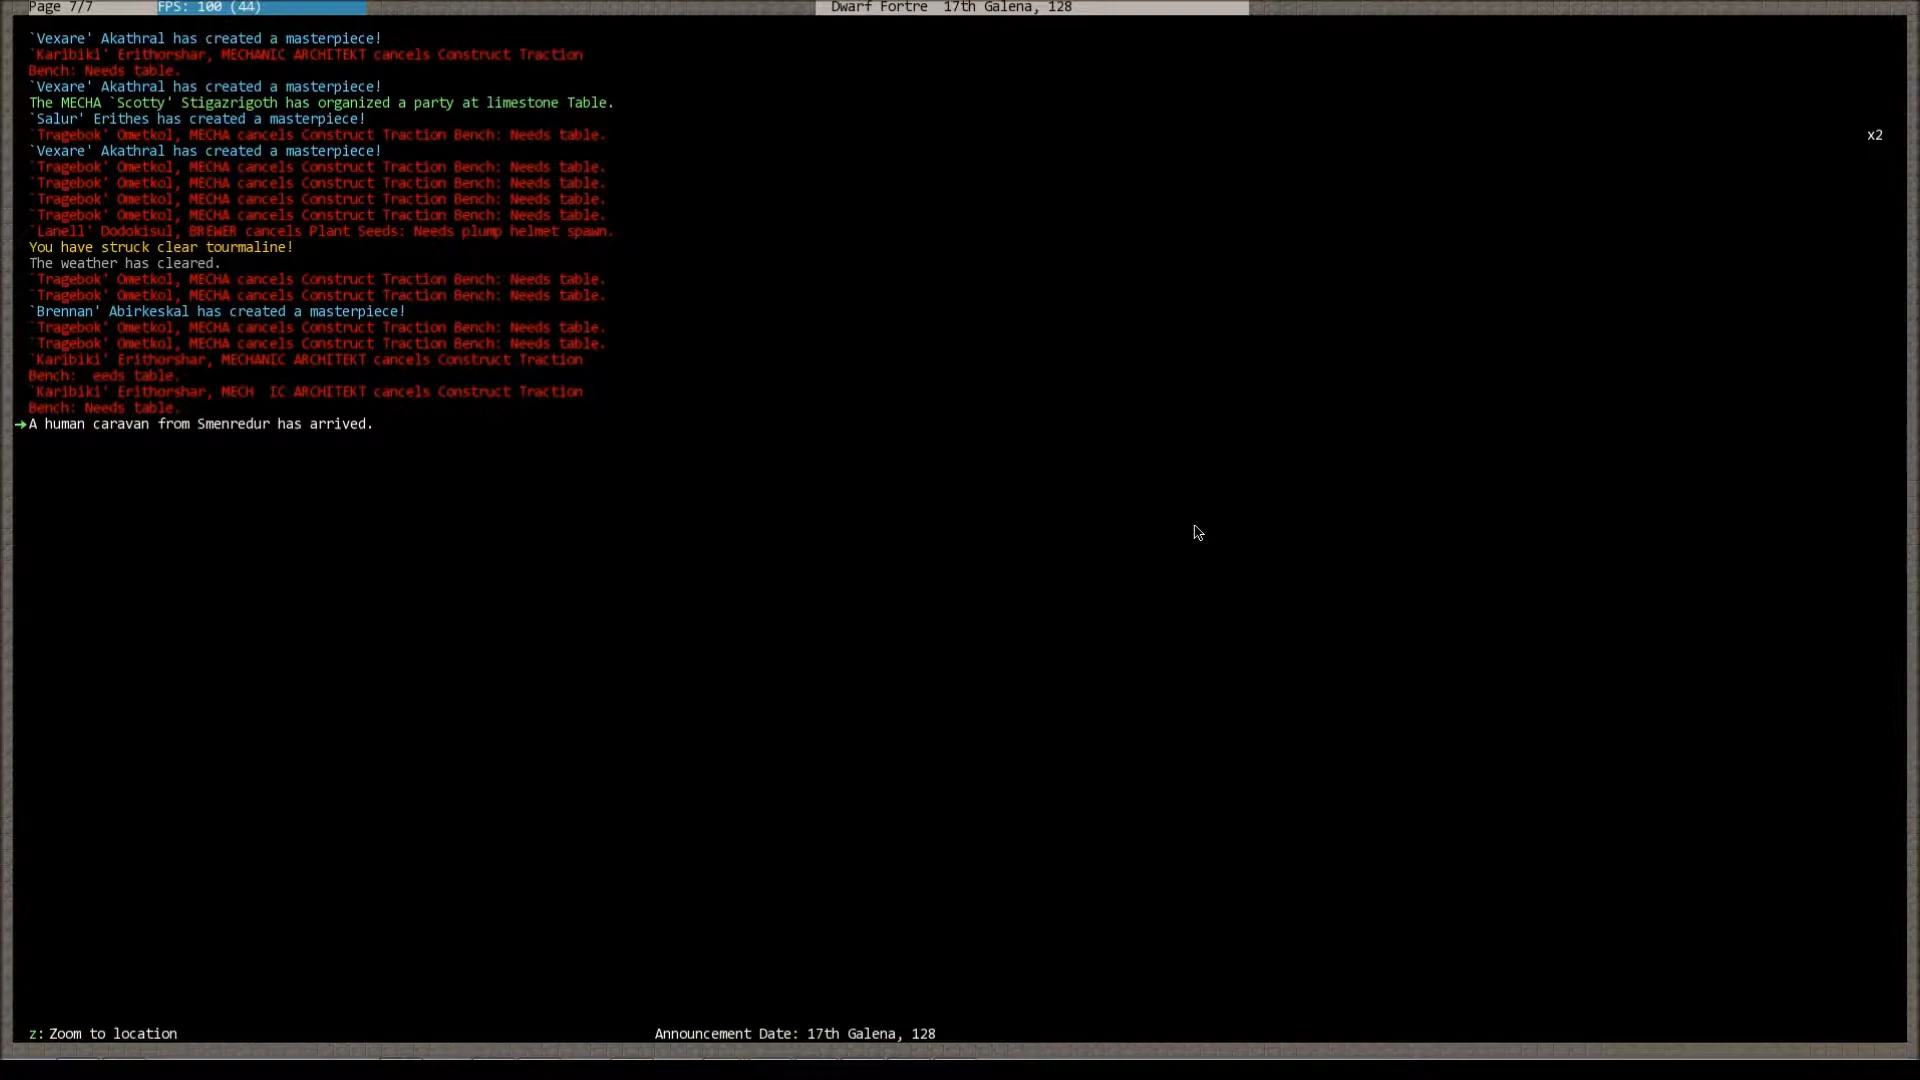 Page 7/7 FPS: 100 (44) Dwarf Fortre 17th Galena, 128
`Vexare' Akathral has created a masterpiece!
`Karibiki' Erithorshar, MECHANIC ARCHITEKT cancels Construct Traction
Bench: Needs table.
`Vexare' Akathral has created a masterpiece!
The MECHA `Scotty' Stigazrigoth has organized a party at limestone Table.
`Salur' Erithes has created a masterpiece!
`Tragebok' Ometkol, MECHA cancels Construct Traction Bench: Needs table. x2
`Vexare' Akathral has created a masterpiece!
`Tragebok' Ometkol, MECHA cancels Construct Traction Bench: Needs table.
`Tragebok' Ometkol, MECHA cancels Construct Traction Bench: Needs table.
`Tragebok' Ometkol, MECHA cancels Construct Traction Bench: Needs table.
`Tragebok' Ometkol, MECHA cancels Construct Traction Bench: Needs table.
`Lanell' Dodokisul, BREWER cancels Plant Seeds: Needs plump helmet spawn.
You have struck clear tourmaline!
The weather has cleared.
`Tragebok' Ometkol, MECHA cancels Construct Traction Bench: Needs table.
`Tragebok' Ometkol, MECHA cancels Construct Traction Bench: Needs table.
`Brennan' Abirkeskal has created a masterpiece!
`Tragebok' Ometkol, MECHA cancels Construct Traction Bench: Needs table.
`Tragebok' Ometkol, MECHA cancels Construct Traction Bench: Needs table.
`Karibiki' Erithorshar, MECHANIC ARCHITEKT cancels Construct Traction
Bench: eeds table.
`Karibiki' Erithorshar, MECH IC ARCHITEKT cancels Construct Traction
Bench: Needs table.
A human caravan from Smenredur has arrived.
z: Zoom to location Announcement Date: 17th Galena, 128